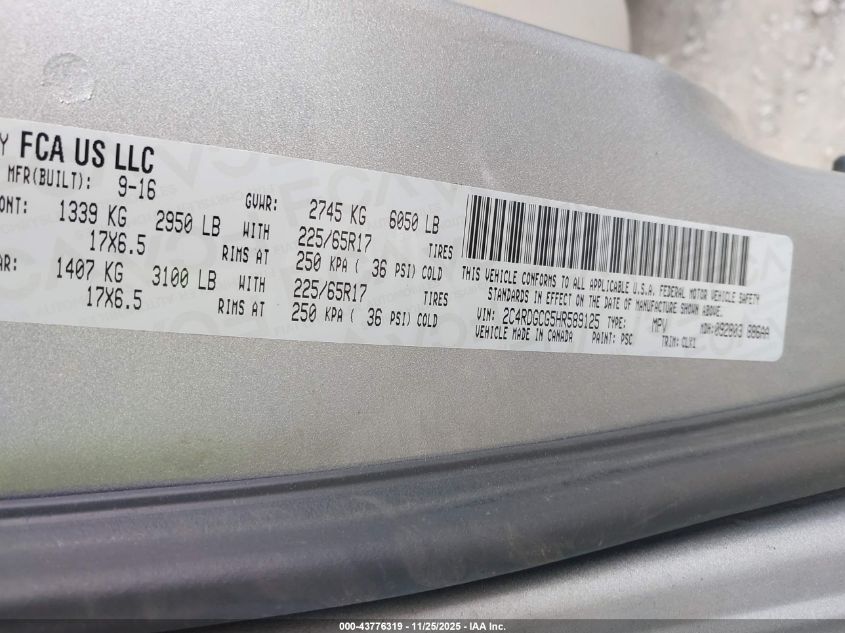 Y FCA US LLC
MFR(BUILT): 9-16 GVWR: 2745 KG 6050 LB
ONT: 1339 KG 2950 LB WITH 225/65R17 TIRES
17X6.5 RIMS AT 250 KPA ( 36 PSI) COLD
AR: 1407 KG 3100 LB WITH 225/65R17 TIRES
17X6.5 RIMS AT 250 KPA ( 36 PSI) COLD
THIS VEHICLE CONFORMS TO ALL APPLICABLE U.S.A. FEDERAL MOTOR VEHICLE SAFETY
STANDARDS IN EFFECT ON THE DATE OF MANUFACTURE SHOWN ABOVE.
VIN: 2C4RDGCG5HR589125 TYPE: MPV MDH:
VEHICLE MADE IN CANADA PAINT: PSC TRIM:
000-43776319 - 11/25/2025 - IAA Inc.